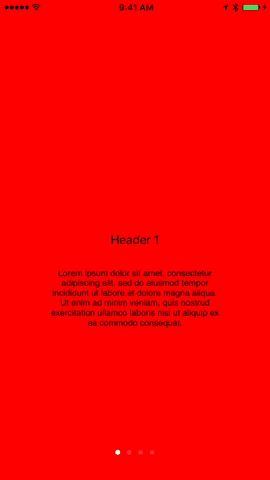 9:41 AM
Header 1
Lorem ipsum dolor sit amet, consectetur
adipiscing elit, sed do eiusmod tempor
incididunt ut labore et dolore magna aliqua.
Ut enim ad minim veniam, quis nostrud
exercitation ullamco laboris nisi ut aliquip ex
ea commodo consequat.